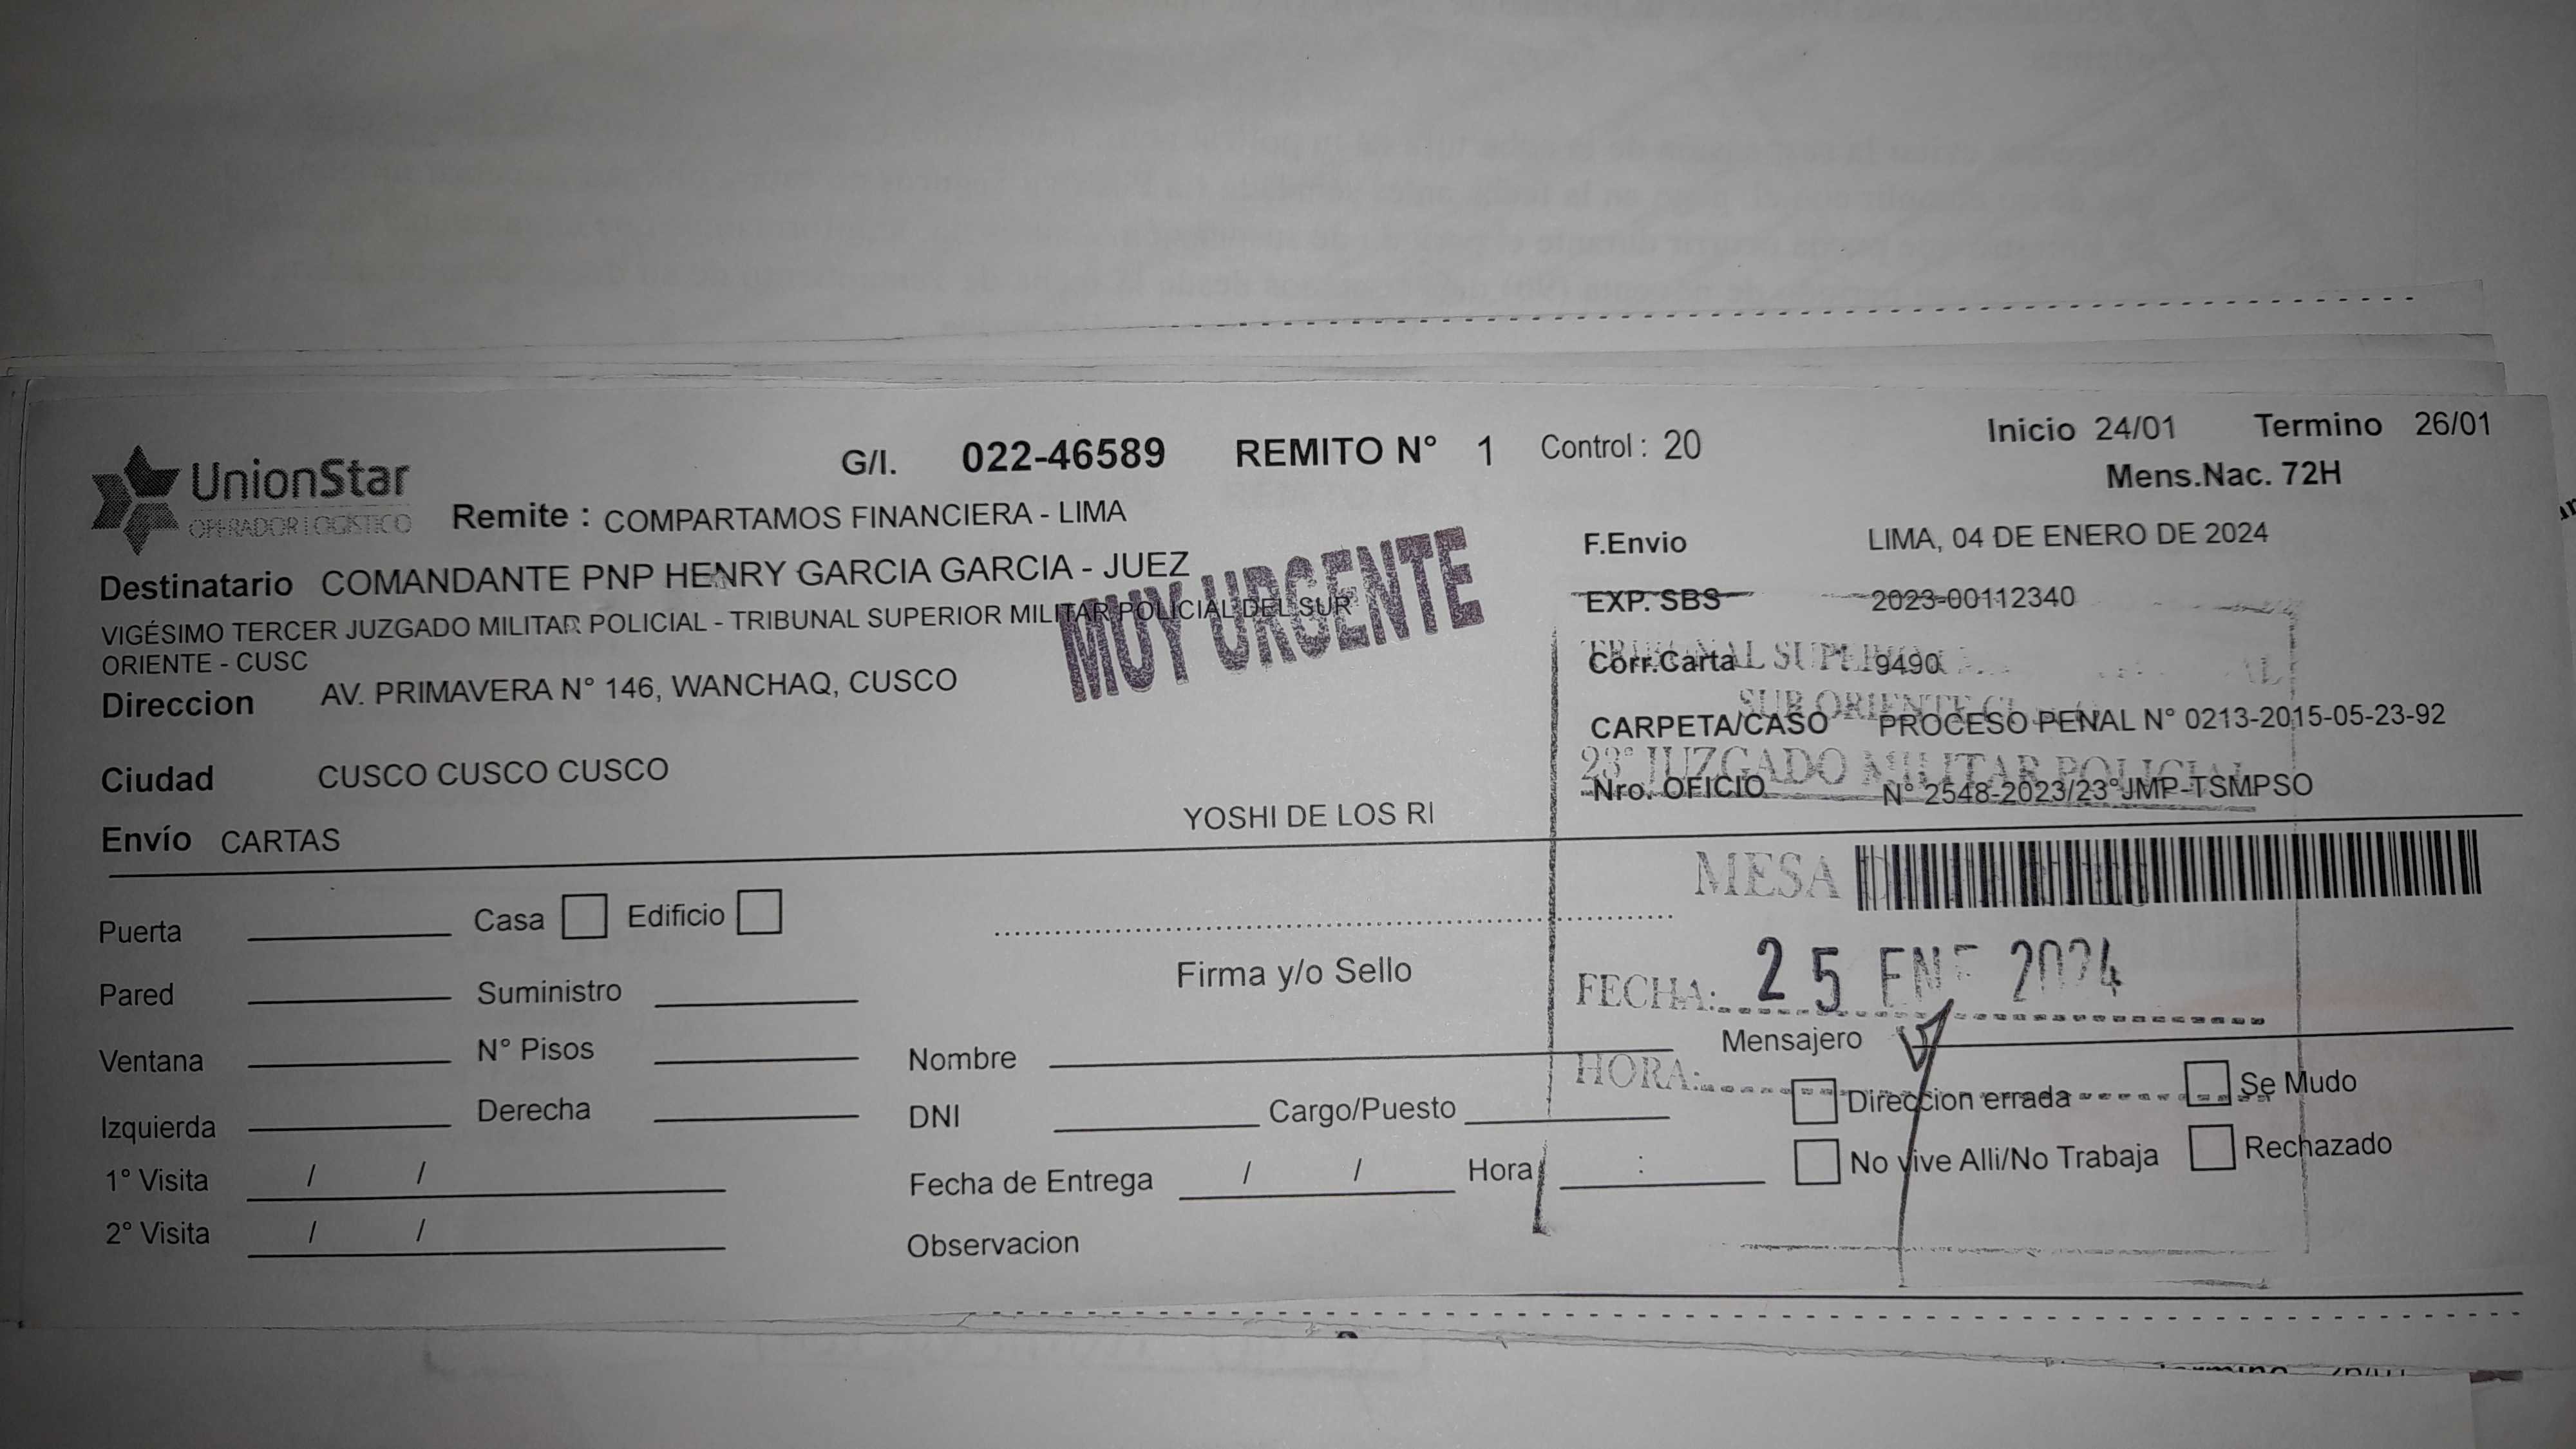 UnionStar
OPERADOR LOGISTICO
G/I. 022-46589 REMITO N° 1 Control : 20
Inicio 24/01 Termino 26/01
Mens.Nac. 72H
Remite : COMPARTAMOS FINANCIERA - LIMA
Destinatario COMANDANTE PNP HENRY GARCIA GARCIA - JUEZ
VIGÉSIMO TERCER JUZGADO MILITAR POLICIAL - TRIBUNAL SUPERIOR MILITAR POLICIAL DEL SUR
ORIENTE - CUSC
Direccion AV. PRIMAVERA N° 146, WANCHAQ, CUSCO
Ciudad CUSCO CUSCO CUSCO
Envío CARTAS
YOSHI DE LOS RI
MUY URGENTE
F.Envio LIMA, 04 DE ENERO DE 2024
EXP. SBS 2023-00112340
Corr.Carta 9490
CARPETA/CASO PROCESO PENAL N° 0213-2015-05-23-92
Nro. OFICIO N° 2548-2023/23°JMP-TSMPSO
TRIBUNAL SUPERIO
SUR ORIENTE
23° JUZGADO MILITAR POLICIAL
MESA
FECHA: 25 ENE 2024
HORA:
Puerta Casa Edificio
Pared Suministro
Ventana N° Pisos
Izquierda Derecha
1° Visita / /
2° Visita / /
Firma y/o Sello
Nombre
DNI Cargo/Puesto
Fecha de Entrega / / Hora :
Observacion
Mensajero
Direccion errada Se Mudo
No vive Alli/No Trabaja Rechazado